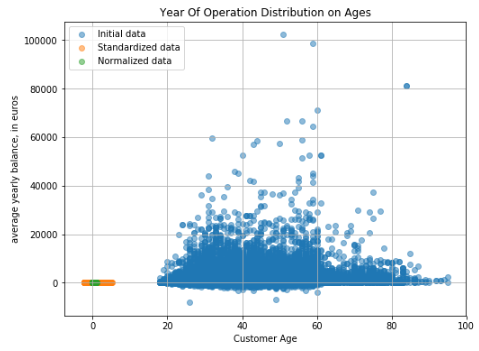 Year Of Operation Distribution on Ages
Initial data
Standardized data
Normalized data
100000
80000
60000
40000
20000
0
average yearly balance, in euros
0 20 40 60 80 100
Customer Age